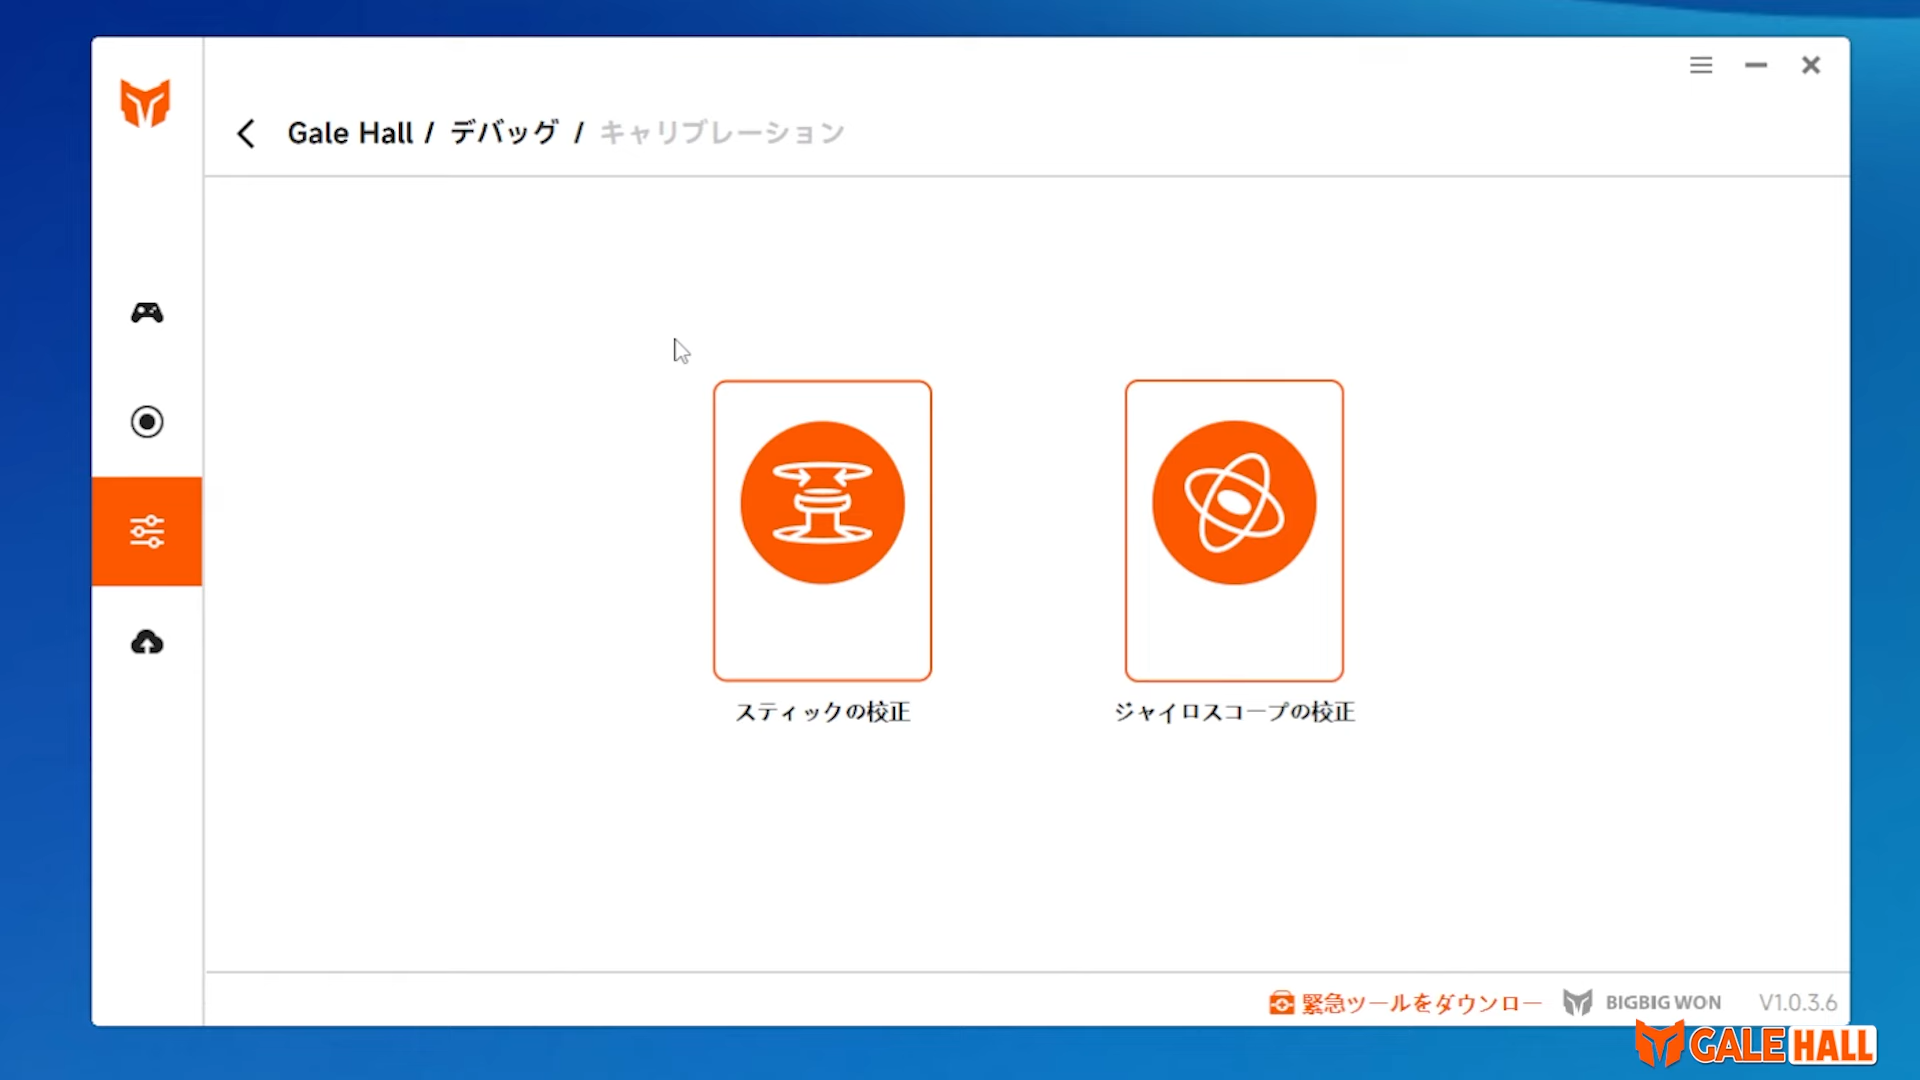 Gale Hall / デバッグ / キャリブレーション
スティックの校正
ジャイロスコープの校正
緊急ツールをダウンロー
BIGBIG WON
V1.0.3.6
GALE HALL